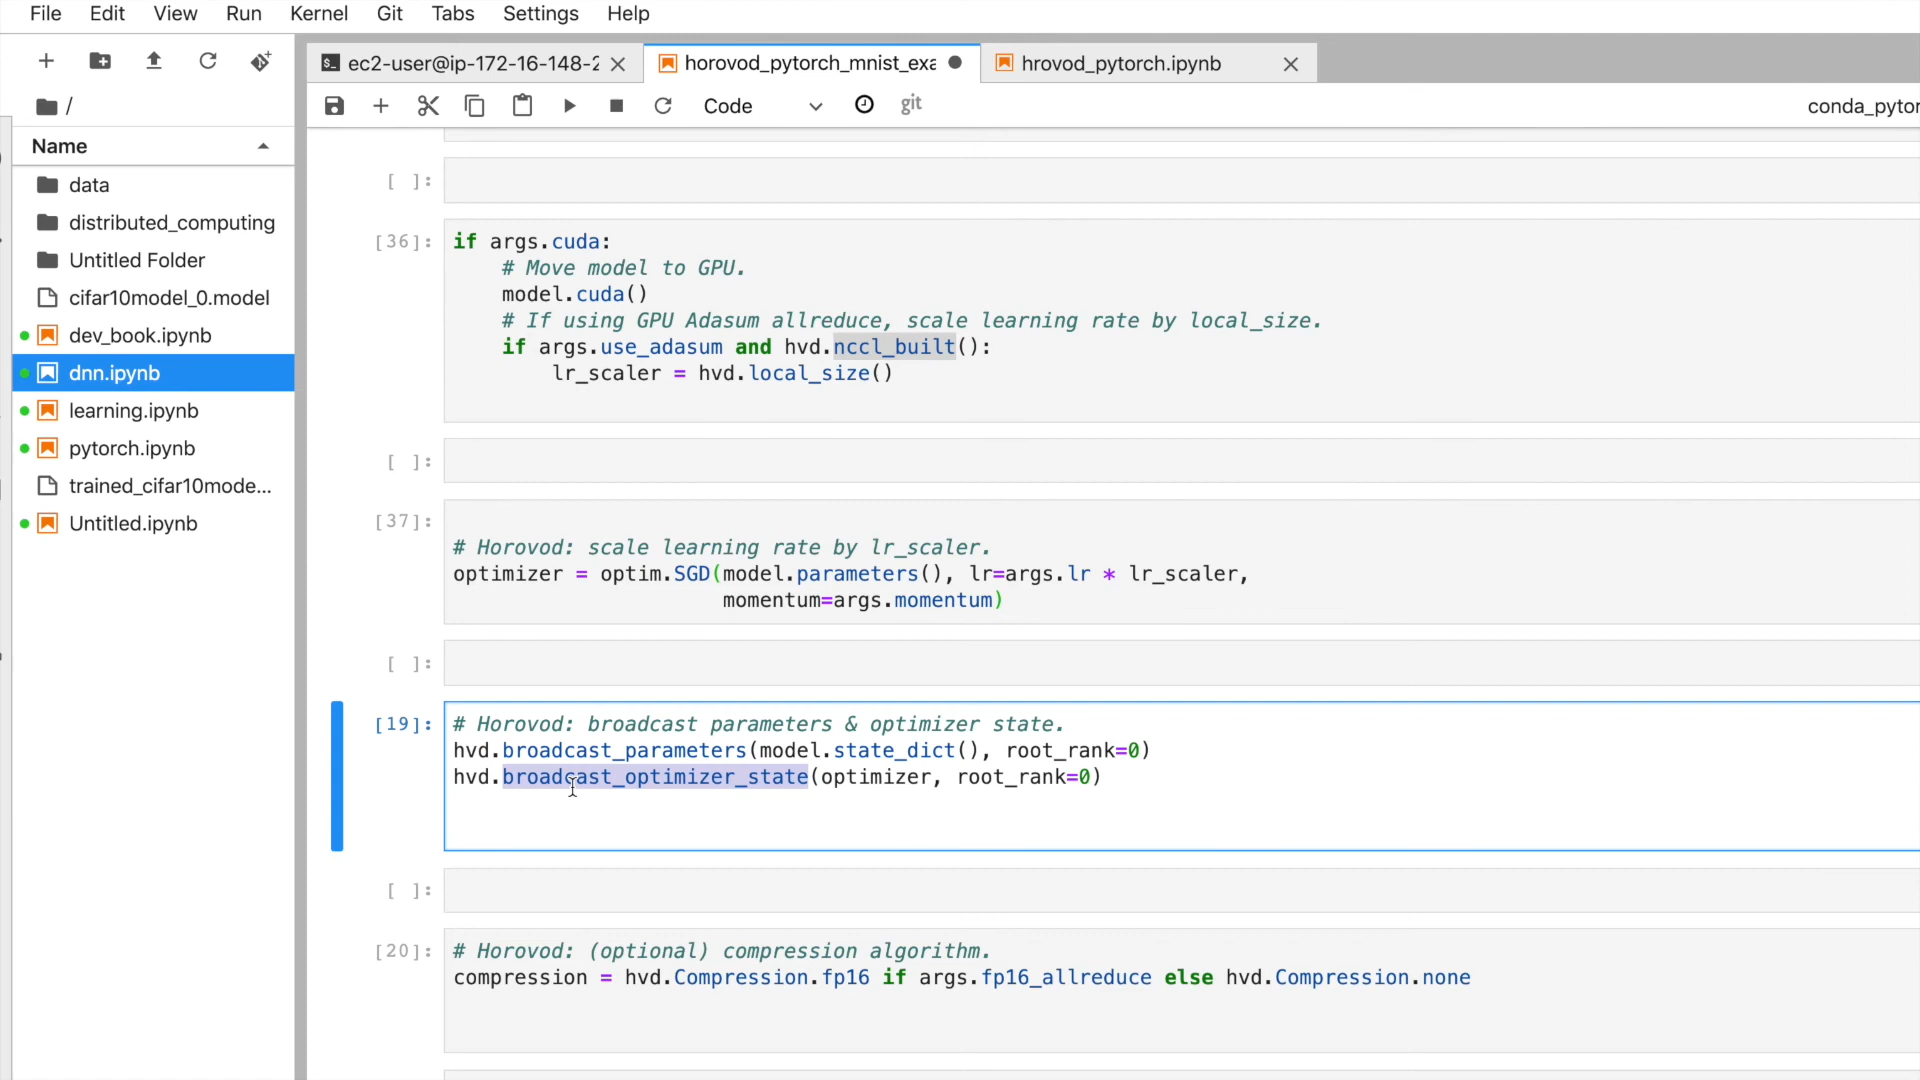 File Edit View Run Kernel Git Tabs Settings Help
ec2-user@ip-172-16-148-2
horovod_pytorch_mnist_exa
hrovod_pytorch.ipynb
/
Code
git
conda_pytor
Name
data
distributed_computing
Untitled Folder
cifar10model_0.model
dev_book.ipynb
dnn.ipynb
learning.ipynb
pytorch.ipynb
trained_cifar10mode...
Untitled.ipynb
[ ]:
[36]: if args.cuda:
# Move model to GPU.
model.cuda()
# If using GPU Adasum allreduce, scale learning rate by local_size.
if args.use_adasum and hvd.nccl_built():
lr_scaler = hvd.local_size()
[ ]:
[37]:
# Horovod: scale learning rate by lr_scaler.
optimizer = optim.SGD(model.parameters(), lr=args.lr * lr_scaler,
momentum=args.momentum)
[ ]:
[19]: # Horovod: broadcast parameters & optimizer state.
hvd.broadcast_parameters(model.state_dict(), root_rank=0)
hvd.broadcast_optimizer_state(optimizer, root_rank=0)
[ ]:
[20]: # Horovod: (optional) compression algorithm.
compression = hvd.Compression.fp16 if args.fp16_allreduce else hvd.Compression.none